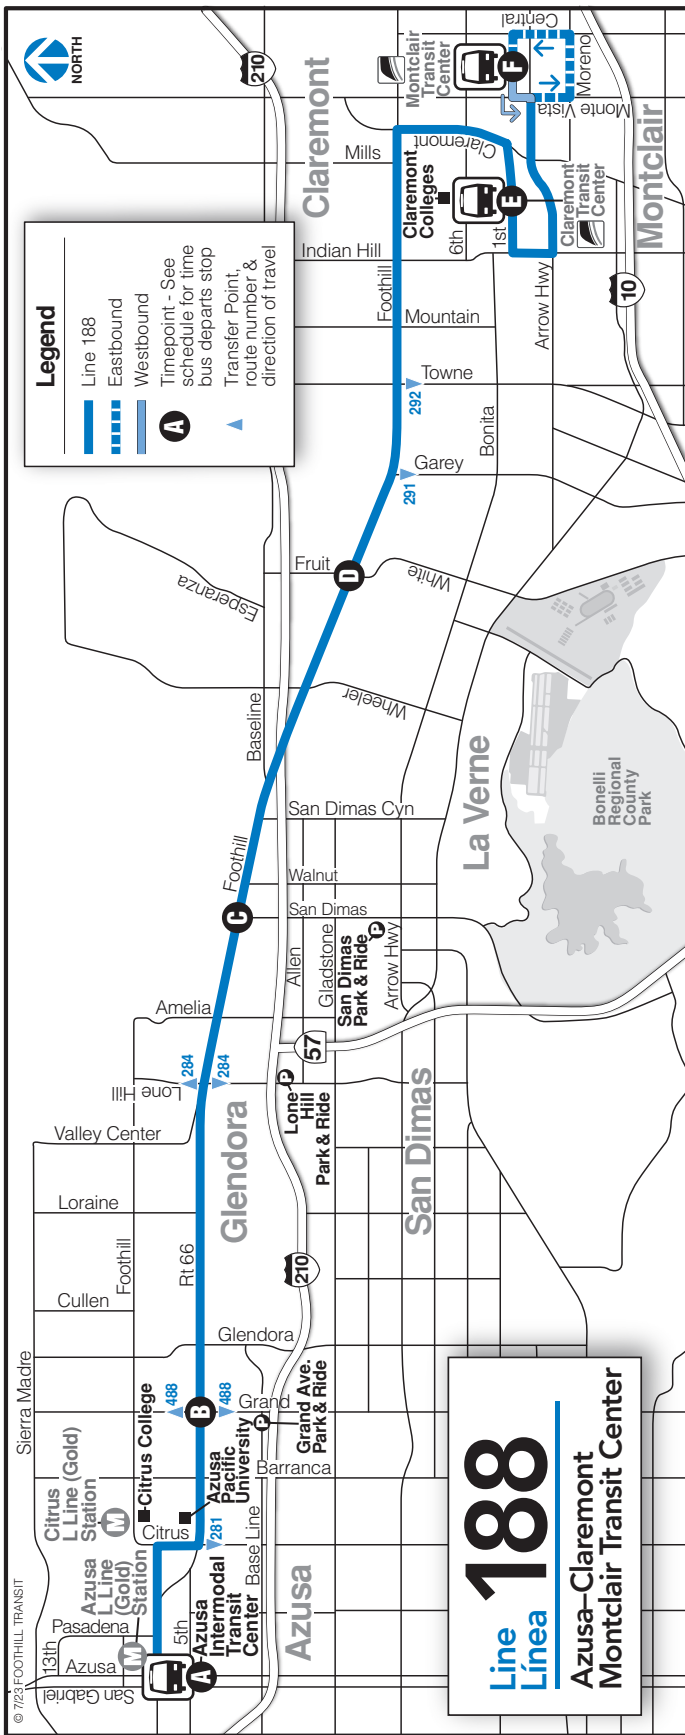 © 7/23 FOOTHILL TRANSIT
NORTH
Legend
Line 188
Eastbound
Westbound
A
Timepoint - See
schedule for time
bus departs stop
Transfer Point,
route number &
direction of travel
Line
Línea
188
Azusa–Claremont
Montclair Transit Center
Sierra Madre
13th
Pasadena
Azusa
San Gabriel
Azusa
L Line
(Gold)
Station
M
5th
A
Azusa
Intermodal
Transit
Center
Citrus
L Line (Gold)
Station
M
Citrus College
Citrus
Azusa
Pacific
University
281
Base Line
Azusa
488
B
488
Grand
Barranca
P
Grand Ave.
Park & Ride
Glendora
Cullen
Foothill
Rt 66
Loraine
Valley Center
Glendora
210
Lone Hill
284
284
P
Lone
Hill
Park & Ride
57
San Dimas
Amelia
C
Foothill
Allen
Gladstone
San Dimas
Park & Ride
P
Arrow Hwy
San Dimas
Walnut
San Dimas Cyn
Baseline
La Verne
Bonelli
Regional
County
Park
Wheeler
Esperanza
Fruit
D
White
291
Garey
292
Towne
Bonita
Mountain
Foothill
Indian Hill
Arrow Hwy
Mills
Claremont
210
Claremont
Claremont
Colleges
6th
1st
E
Claremont
Transit
Center
Montclair
Transit
Center
F
Central
Moreno
Monte Vista
Montclair
10